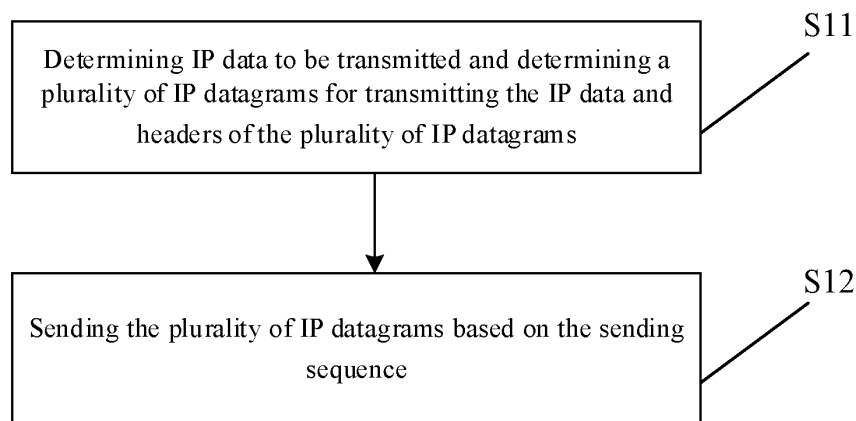 S11
Determining IP data to be transmitted and determining a
plurality of IP datagrams for transmitting the IP data and
headers of the plurality of IP datagrams
S12
Sending the plurality of IP datagrams based on the sending
sequence